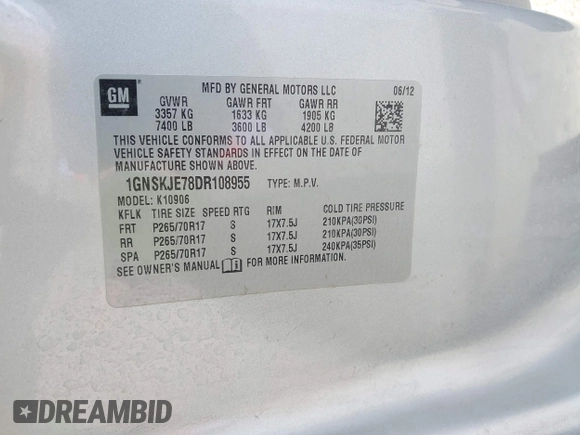 GM
MFD BY GENERAL MOTORS LLC 06/12
GVWR GAWR FRT GAWR RR
3357 KG 1633 KG 1905 KG
7400 LB 3600 LB 4200 LB
THIS VEHICLE CONFORMS TO ALL APPLICABLE U.S. FEDERAL MOTOR
VEHICLE SAFETY STANDARDS IN EFFECT ON THE DATE OF
MANUFACTURE SHOWN ABOVE.
1GNSKJE78DR108955 TYPE: M.P.V.
MODEL: K10906
KFLK TIRE SIZE SPEED RTG RIM COLD TIRE PRESSURE
FRT P265/70R17 S 17X7.5J 210KPA(30PSI)
RR P265/70R17 S 17X7.5J 210KPA(30PSI)
SPA P265/70R17 S 17X7.5J 240KPA(35PSI)
SEE OWNER'S MANUAL FOR MORE INFORMATION.
DREAMBID